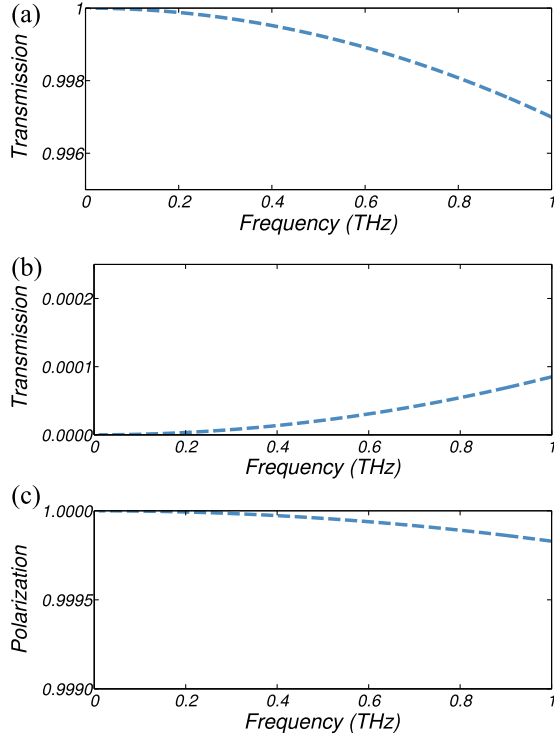 (a)
Transmission
1
0.998
0.996
0 0.2 0.4 0.6 0.8 1
Frequency (THz)
(b)
Transmission
0.0002
0.0001
0.0000
0 0.2 0.4 0.6 0.8 1
Frequency (THz)
(c)
Polarization
1.0000
0.9995
0.9990
0 0.2 0.4 0.6 0.8 1
Frequency (THz)